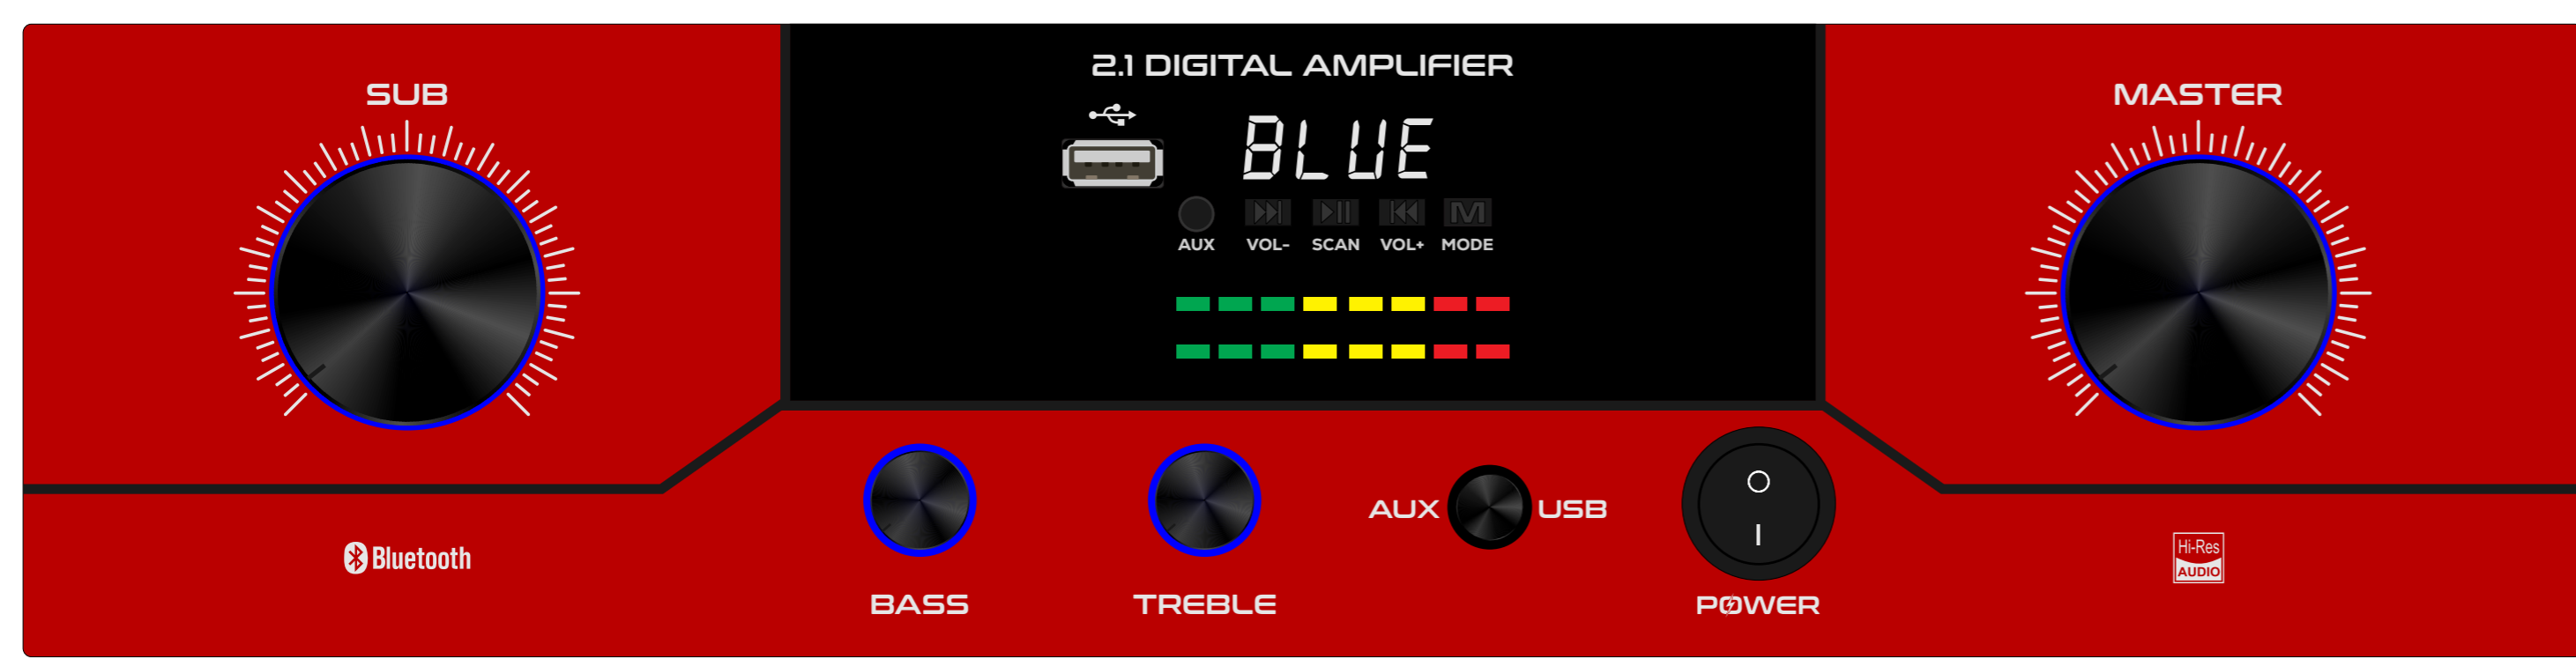 2.1 DIGITAL AMPLIFIER
SUB
MASTER
BLUE
M
AUX VOL- SCAN VOL+ MODE
AUX USB
Bluetooth
Hi-Res
AUDIO
BASS TREBLE POWER